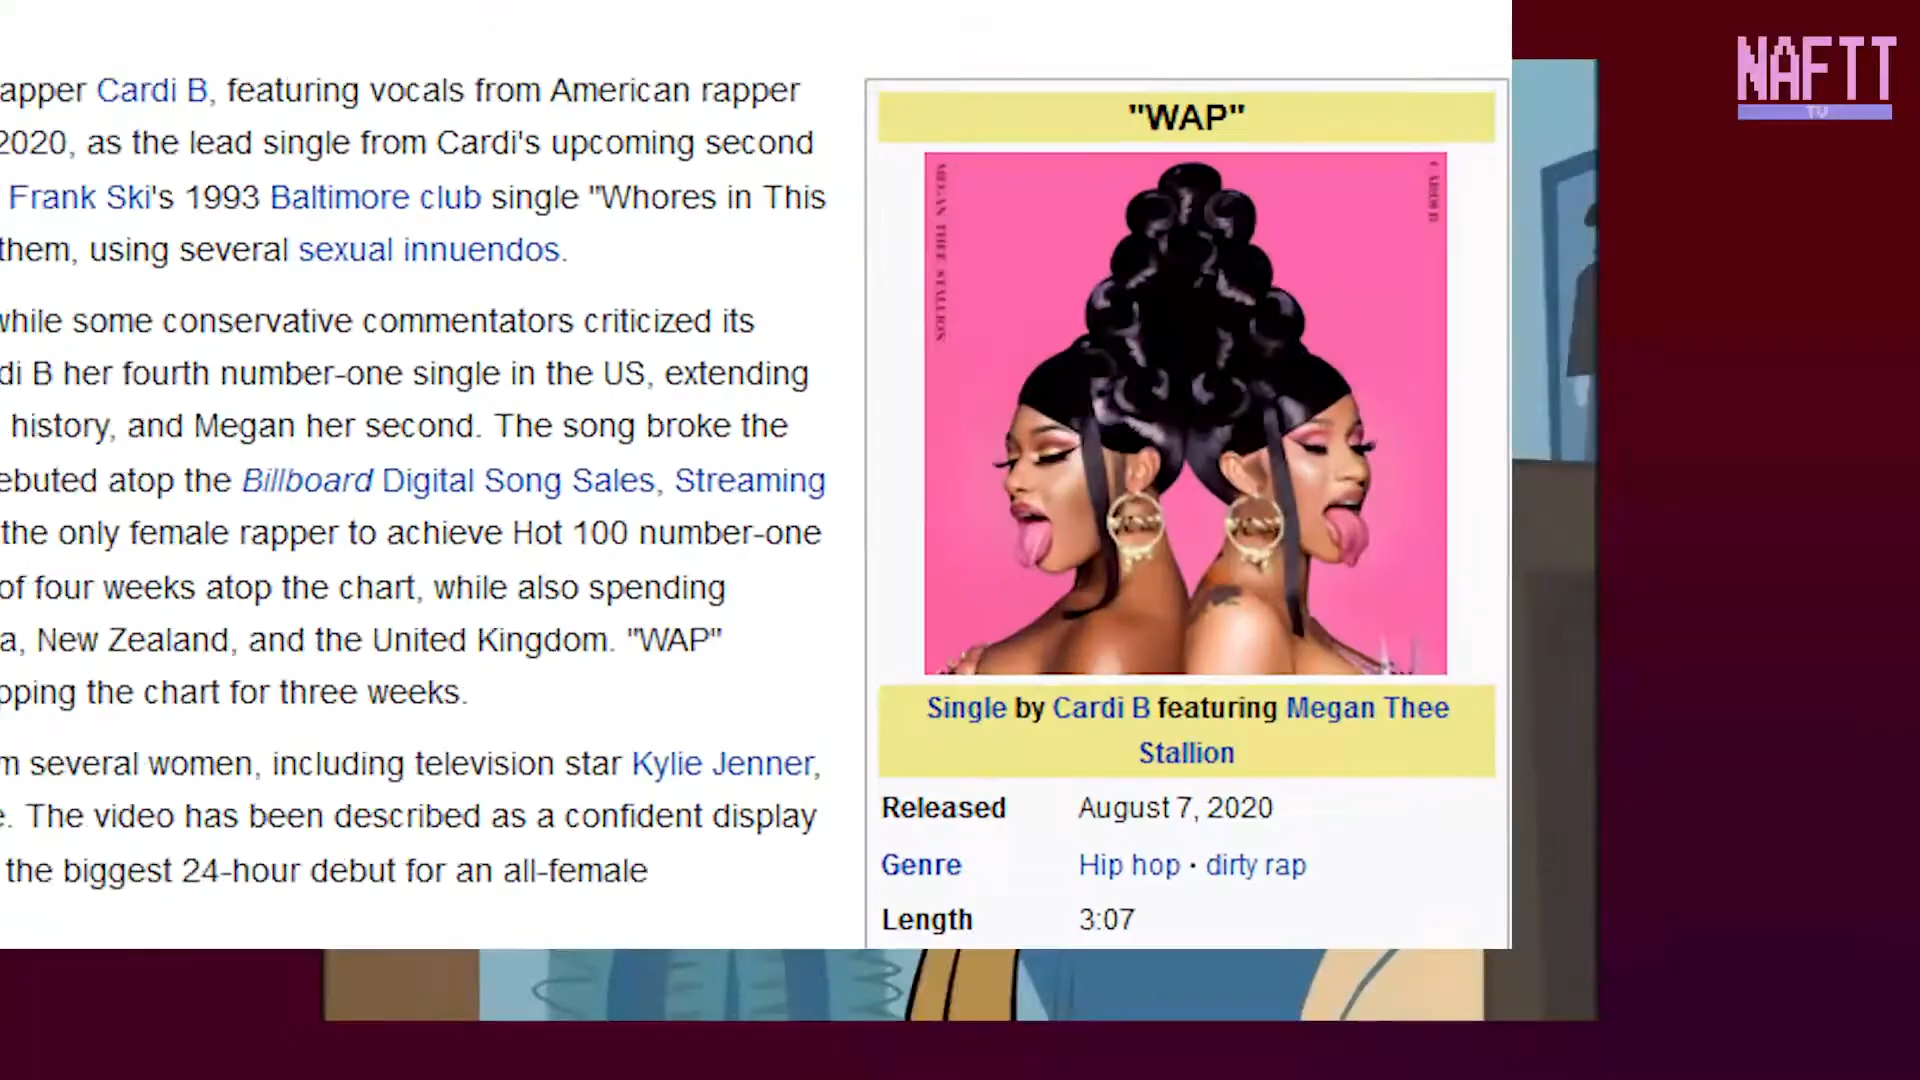 NAFTT
TV
apper Cardi B, featuring vocals from American rapper
2020, as the lead single from Cardi's upcoming second
Frank Ski's 1993 Baltimore club single "Whores in This
them, using several sexual innuendos.
while some conservative commentators criticized its
di B her fourth number-one single in the US, extending
history, and Megan her second. The song broke the
ebuted atop the Billboard Digital Song Sales, Streaming
the only female rapper to achieve Hot 100 number-one
of four weeks atop the chart, while also spending
a, New Zealand, and the United Kingdom. "WAP"
pping the chart for three weeks.
m several women, including television star Kylie Jenner,
e. The video has been described as a confident display
the biggest 24-hour debut for an all-female
"WAP"
MEGAN THEE STALLION
CARDI B
Single by Cardi B featuring Megan Thee
Stallion
Released August 7, 2020
Genre Hip hop · dirty rap
Length 3:07